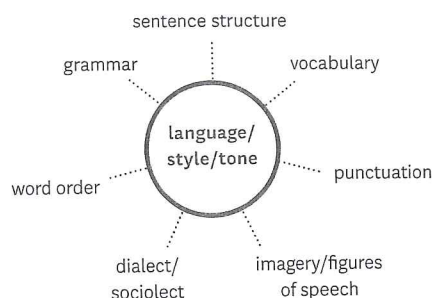 sentence structure
grammar
vocabulary
language/
style/tone
word order
punctuation
dialect/
sociolect
imagery/figures
of speech